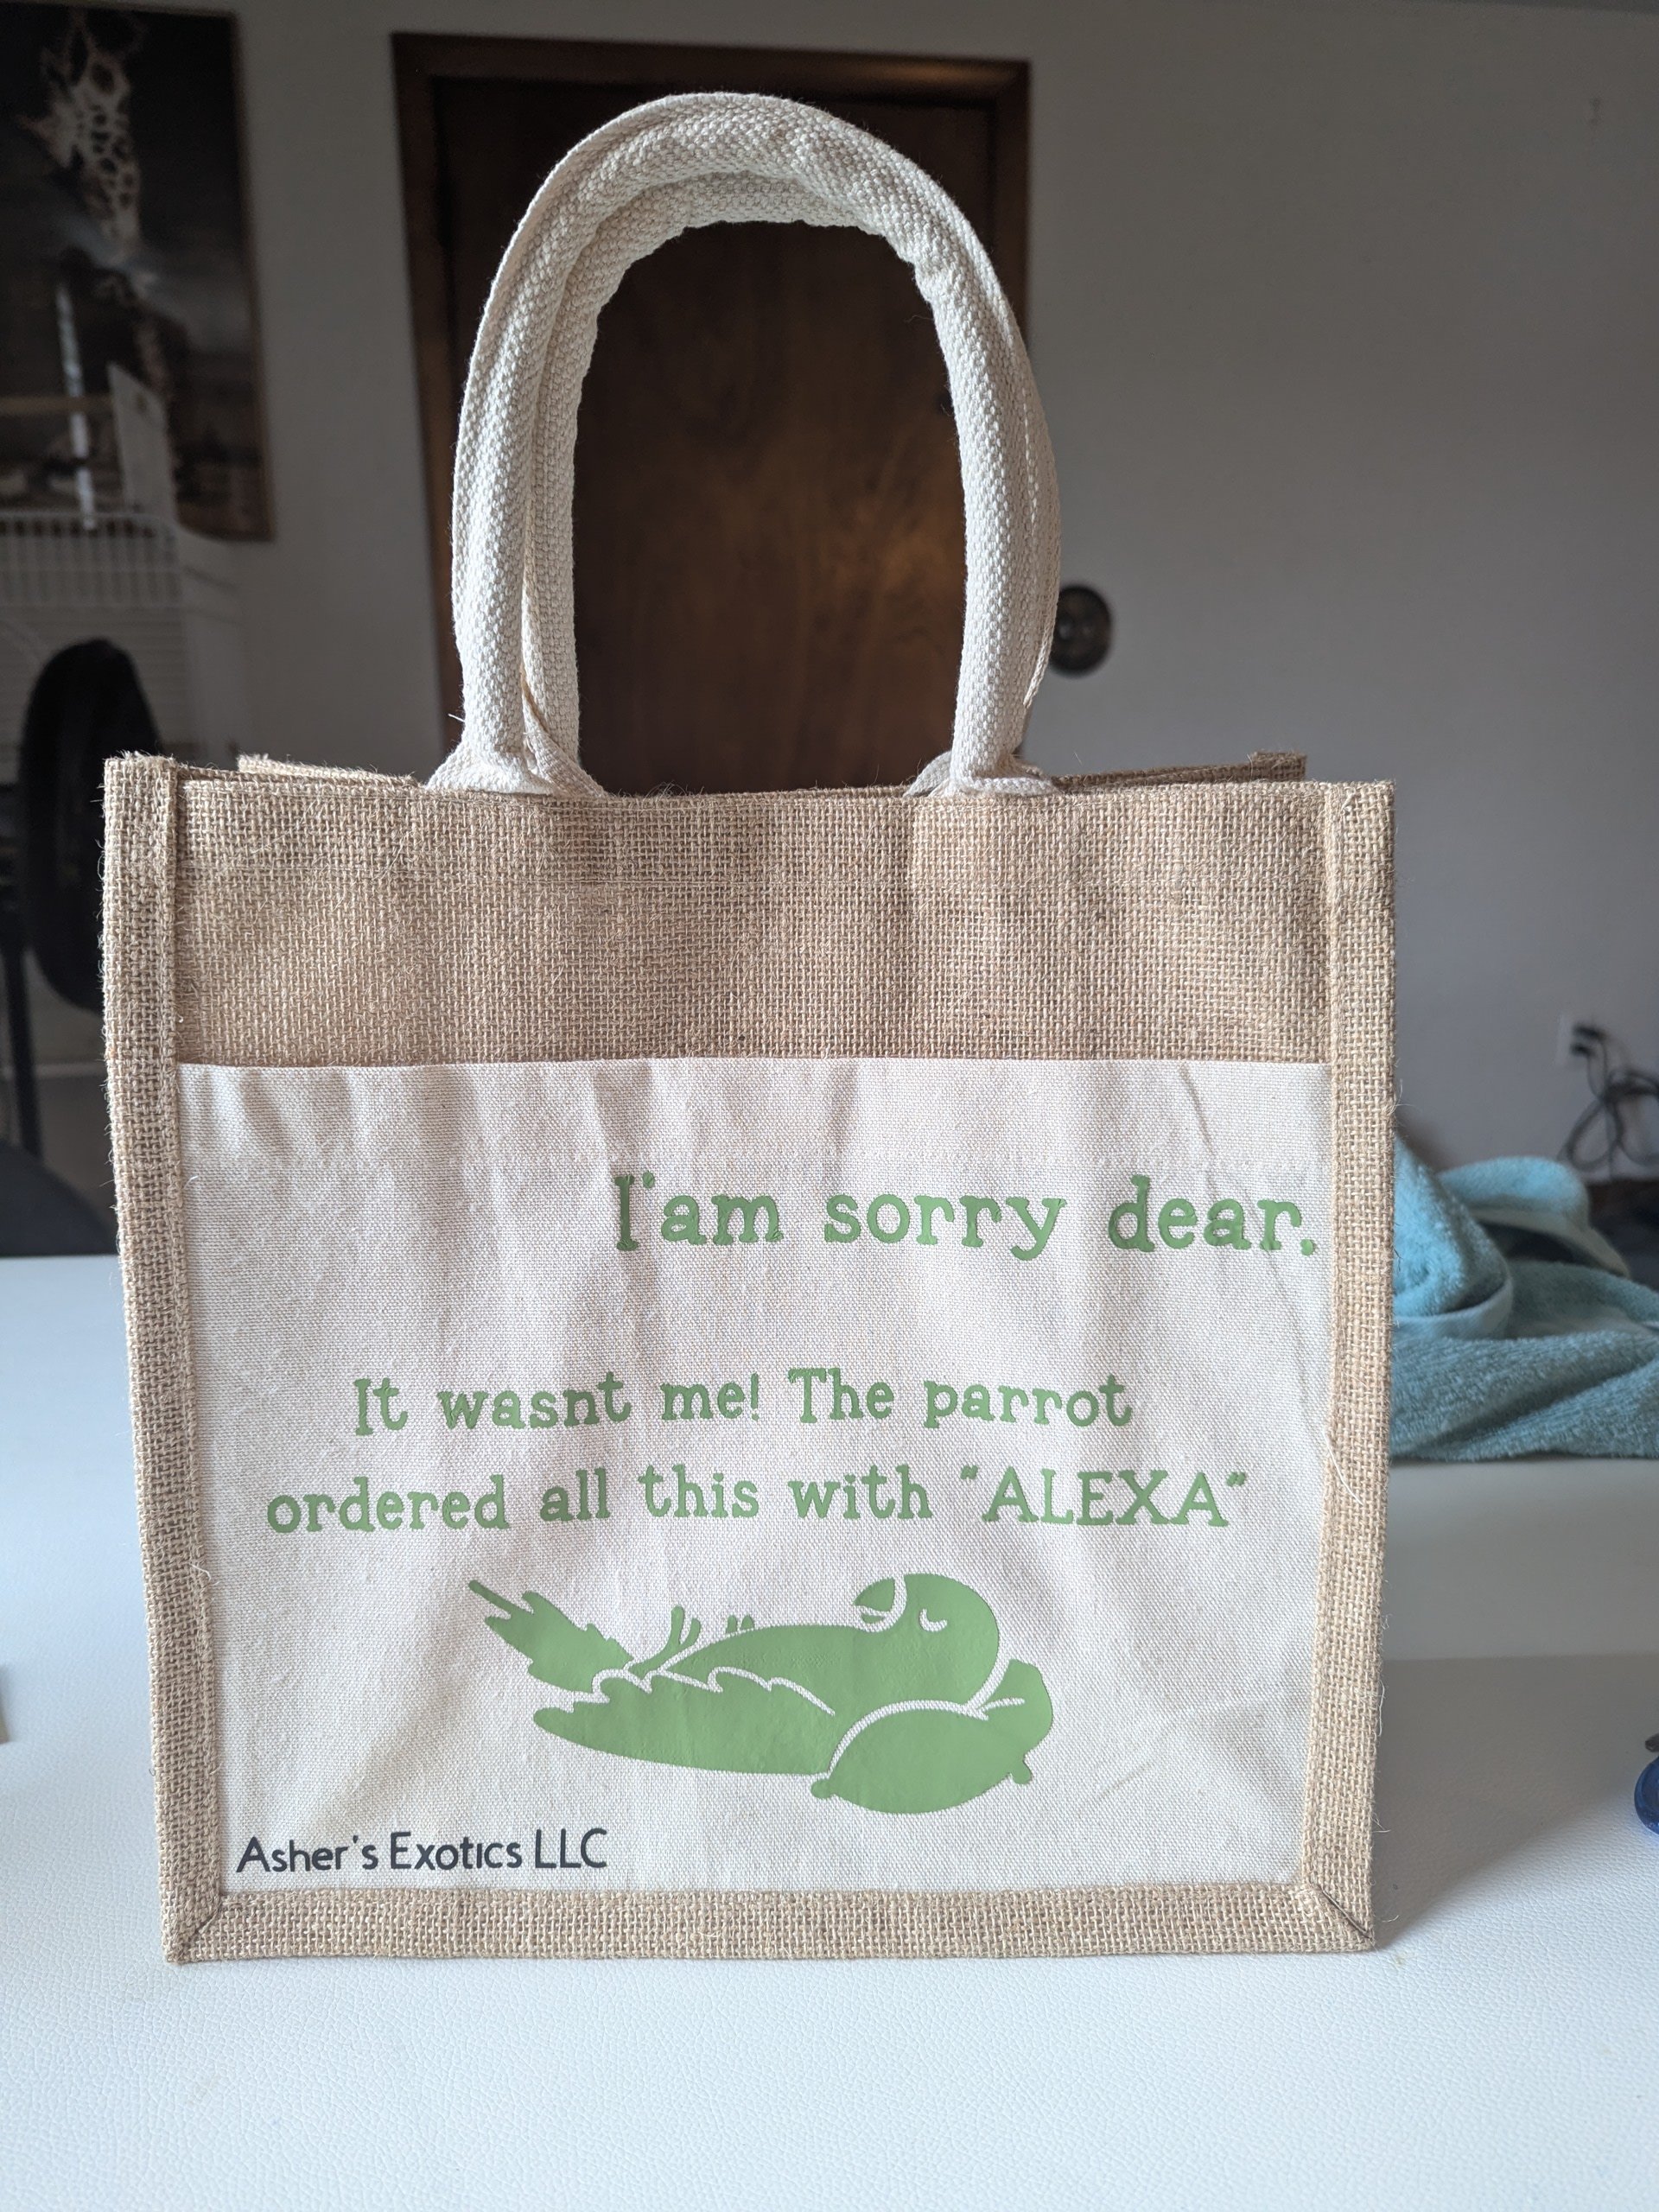 I'am sorry dear.
It wasnt me! The parrot
ordered all this with "ALEXA"
Asher's Exotics LLC